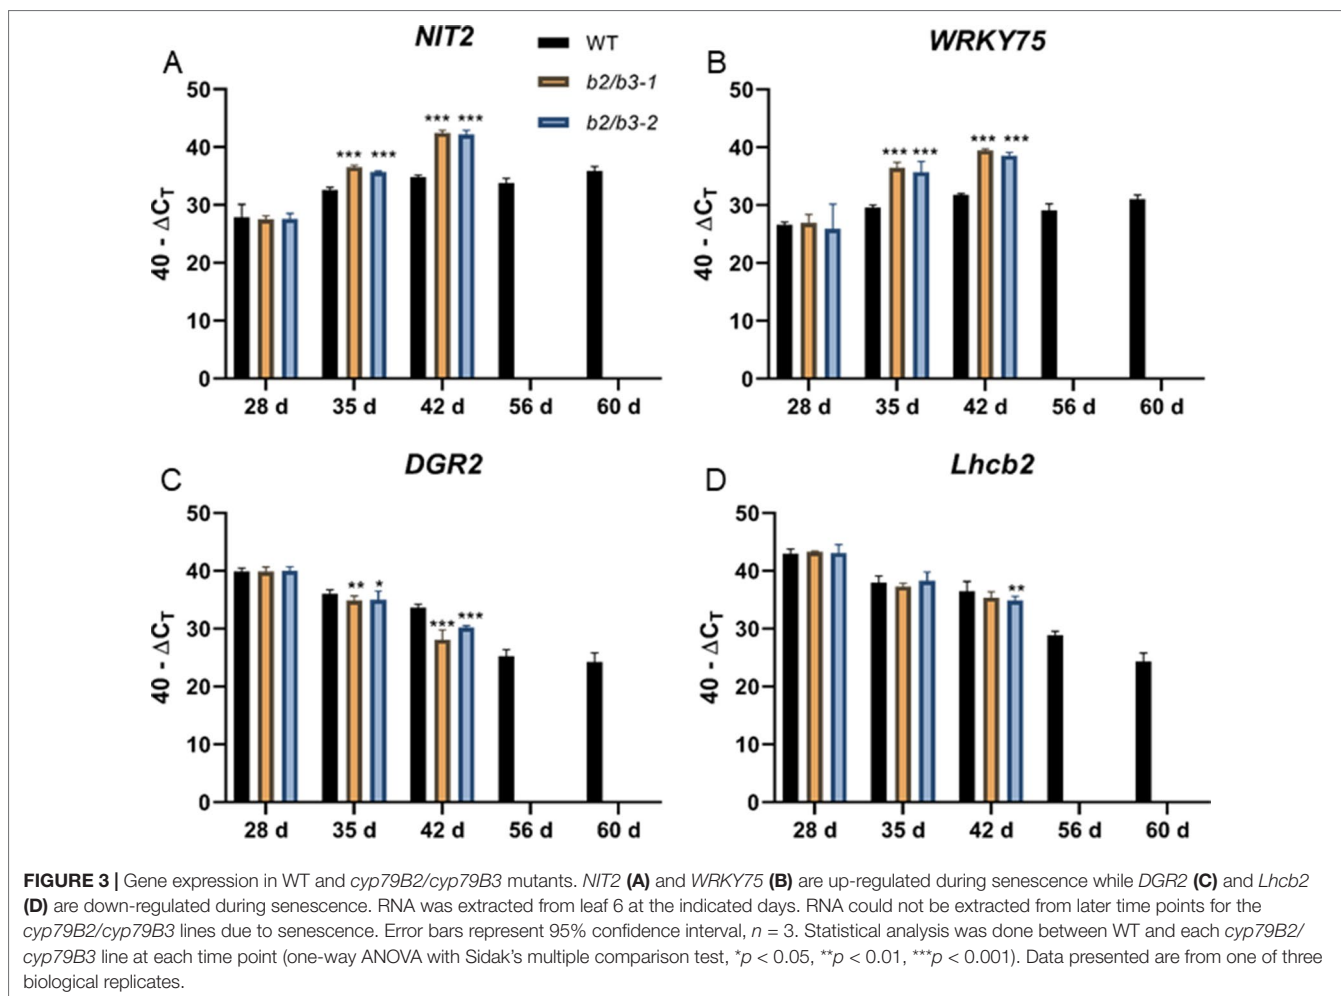 NIT2
WT
b2/b3-1
b2/b3-2
A
50
40
30
20
10
0
40 - ΔCT
*** ***
*** ***
28 d 35 d 42 d 56 d 60 d
WRKY75
B
50
40
30
20
10
0
40 - ΔCT
*** ***
*** ***
28 d 35 d 42 d 56 d 60 d
DGR2
C
50
40
30
20
10
0
40 - ΔCT
** *
*** ***
28 d 35 d 42 d 56 d 60 d
Lhcb2
D
50
40
30
20
10
0
40 - ΔCT
**
28 d 35 d 42 d 56 d 60 d
FIGURE 3 | Gene expression in WT and cyp79B2/cyp79B3 mutants. NIT2 (A) and WRKY75 (B) are up-regulated during senescence while DGR2 (C) and Lhcb2
(D) are down-regulated during senescence. RNA was extracted from leaf 6 at the indicated days. RNA could not be extracted from later time points for the
cyp79B2/cyp79B3 lines due to senescence. Error bars represent 95% confidence interval, n = 3. Statistical analysis was done between WT and each cyp79B2/
cyp79B3 line at each time point (one-way ANOVA with Sidak's multiple comparison test, *p < 0.05, **p < 0.01, ***p < 0.001). Data presented are from one of three
biological replicates.